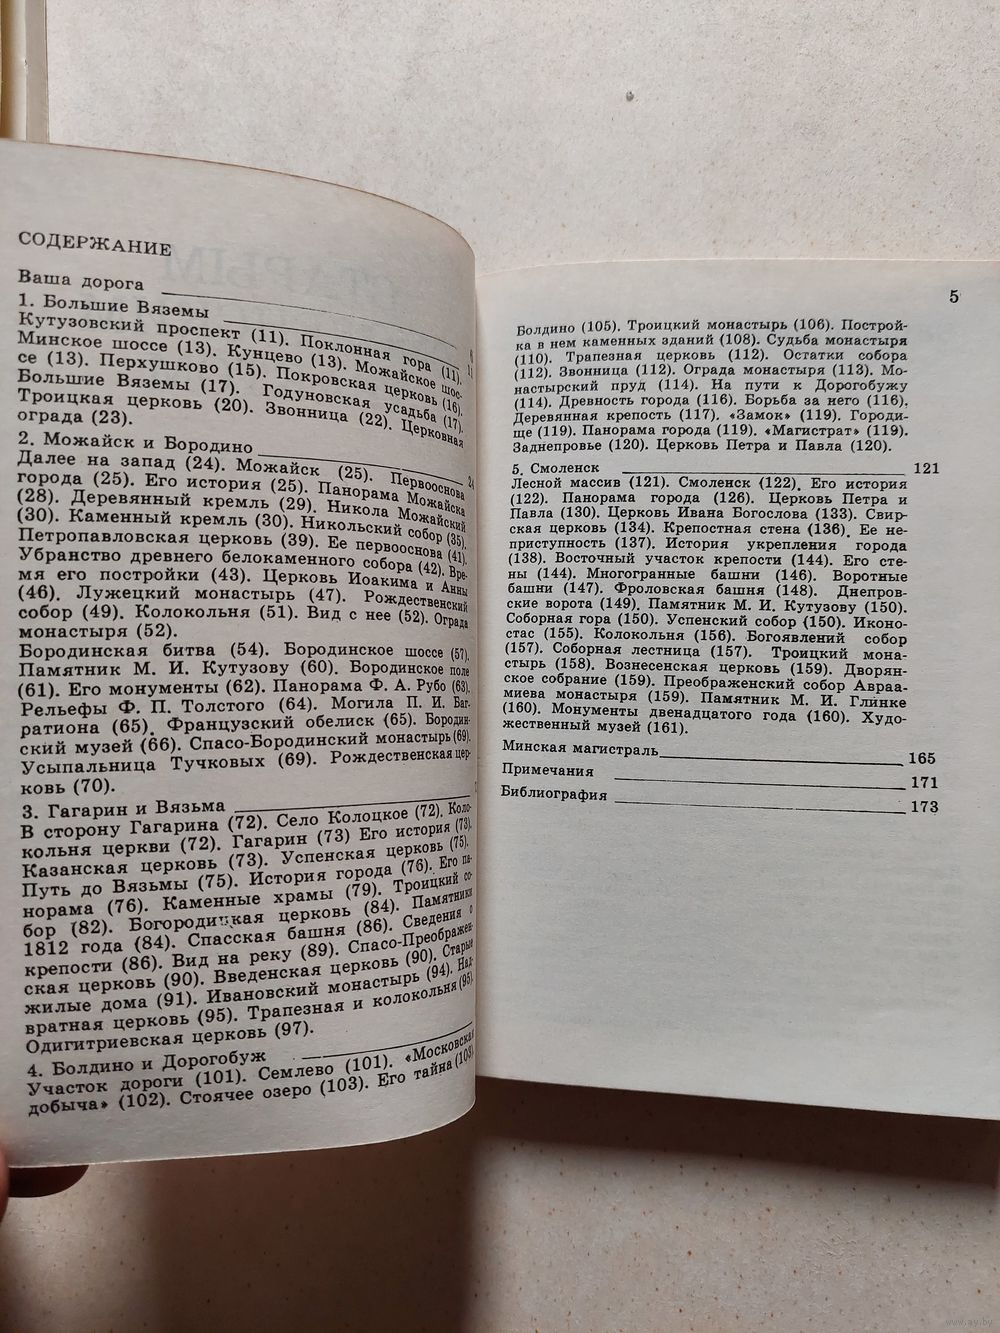 СОДЕРЖАНИЕ
Ваша дорога
1. Большие Вяземы
Кутузовский проспект (11). Поклонная гора (11).
Минское шоссе (13). Кунцево (13). Можайское шос-
се (13). Перхушково (15). Покровская церковь (16).
Большие Вяземы (17). Годуновская усадьба (17).
Троицкая церковь (20). Звонница (22). Церковная
ограда (23).
2. Можайск и Бородино
Далее на запад (24). Можайск (25). Первооснова
города (25). Его история (25). Панорама Можайска
(28). Деревянный кремль (29). Никола Можайский
(30). Каменный кремль (30). Никольский собор (35).
Петропавловская церковь (39). Ее первооснова (41).
Убранство древнего белокаменного собора (42). Вре-
мя его постройки (43). Церковь Иоакима и Анны
(46). Лужецкий монастырь (47). Рождественский
собор (49). Колокольня (51). Вид с нее (52). Ограда
монастыря (52).
Бородинская битва (54). Бородинское шоссе (57).
Памятник М. И. Кутузову (60). Бородинское поле
(61). Его монументы (62). Панорама Ф. А. Рубо (63).
Рельефы Ф. П. Толстого (64). Могила П. И. Баг-
ратиона (65). Французский обелиск (65). Бородин-
ский музей (66). Спасо-Бородинский монастырь (69).
Усыпальница Тучковых (69). Рождественская цер-
ковь (70).
3. Гагарин и Вязьма
В сторону Гагарина (72). Село Колоцкое (72). Коло-
кольня церкви (72). Гагарин (73) Его история (73).
Казанская церковь (73). Успенская церковь (75).
Путь до Вязьмы (75). История города (76). Его па-
норама (76). Каменные храмы (79). Троицкий со-
бор (82). Богородицкая церковь (84). Памятники
1812 года (84). Спасская башня (86). Сведения о
крепости (86). Вид на реку (89). Спасо-Преображен-
ская церковь (90). Введенская церковь (90). Старые
жилые дома (91). Ивановский монастырь (94). Над-
вратная церковь (95). Трапезная и колокольня (95).
Одигитриевская церковь (97).
4. Болдино и Дорогобуж
Участок дороги (101). Семлево (101). «Московская
добыча» (102). Стоячее озеро (103). Его тайна (103).
5
Болдино (105). Троицкий монастырь (106). Построй-
ка в нем каменных зданий (108). Судьба монастыря
(110). Трапезная церковь (112). Остатки собора
(112). Звонница (112). Ограда монастыря (113). Мо-
настырский пруд (114). На пути к Дорогобужу
(114). Древность города (116). Борьба за него (116).
Деревянная крепость (117). «Замок» (119). Городи-
ще (119). Панорама города (119). «Магистрат» (119).
Заднепровье (120). Церковь Петра и Павла (120).
5. Смоленск 121
Лесной массив (121). Смоленск (122). Его история
(122). Панорама города (126). Церковь Петра и
Павла (130). Церковь Ивана Богослова (133). Свир-
ская церковь (134). Крепостная стена (136). Ее не-
приступность (137). История укрепления города
(138). Восточный участок крепости (144). Его сте-
ны (144). Многогранные башни (146). Воротные
башни (147). Фроловская башня (148). Днепров-
ские ворота (149). Памятник М. И. Кутузову (150).
Соборная гора (150). Успенский собор (150). Иконо-
стас (155). Колокольня (156). Богоявлений собор
(157). Соборная лестница (157). Троицкий мона-
стырь (158). Вознесенская церковь (159). Дворян-
ское собрание (159). Преображенский собор Авраа-
миева монастыря (159). Памятник М. И. Глинке
(160). Монументы двенадцатого года (160). Худо-
жественный музей (161).
Минская магистраль 165
Примечания 171
Библиография 173
www.ay.by